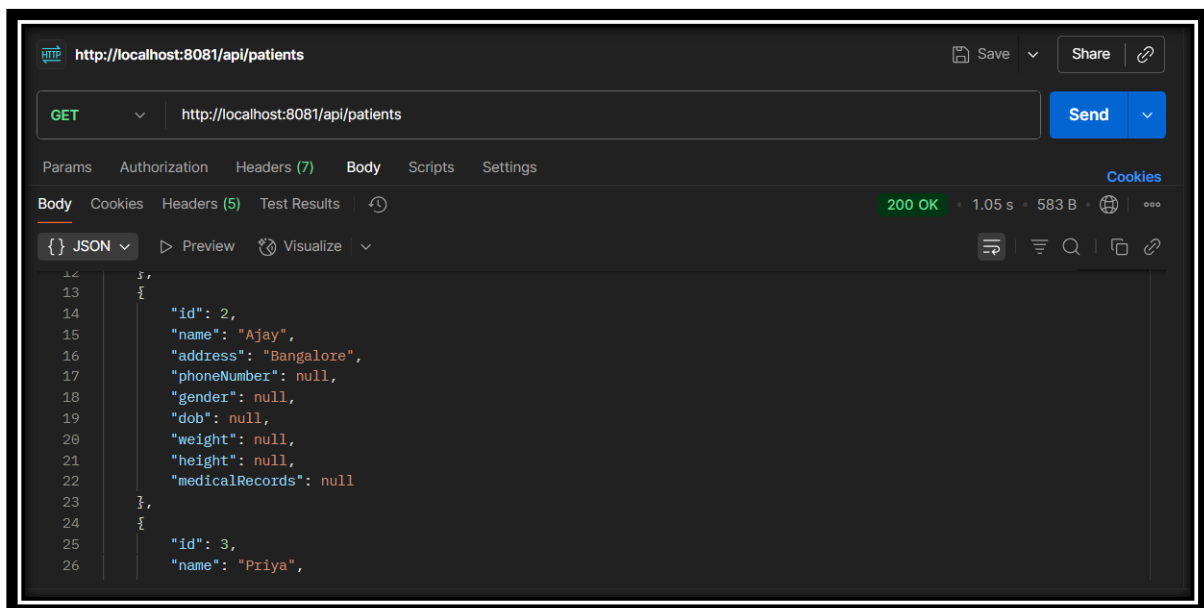 HTTP http://localhost:8081/api/patients Save Share
GET http://localhost:8081/api/patients Send
Params Authorization Headers (7) Body Scripts Settings Cookies
Body Cookies Headers (5) Test Results 200 OK • 1.05 s • 583 B
{} JSON Preview Visualize
12 },
13 {
14 "id": 2,
15 "name": "Ajay",
16 "address": "Bangalore",
17 "phoneNumber": null,
18 "gender": null,
19 "dob": null,
20 "weight": null,
21 "height": null,
22 "medicalRecords": null
23 },
24 {
25 "id": 3,
26 "name": "Priya",